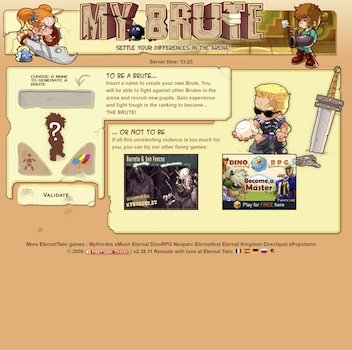 MY BRUTE
SETTLE YOUR DIFFERENCES IN THE ARENA!
Server time: 13:25
CHOOSE A NAME
TO GENERATE A
BRUTE
TO BE A BRUTE...
Insert a name to create your own Brute. You
will be able to fight against other Brutes in the
arena and recruit new pupils. Gain experience
and fight tough in the ranking to become...
THE BRUTE!
... OR NOT TO BE
If all this unrelenting violence is too much for
you, you can try our other funny games:
Barreto & Son Fences
DINO RPG
Become a
Master
Play for FREE here
VALIDATE
More EternalTwin games : MyHordes eMush Eternal DinoRPG Neoparc Eternalfest Eternal Kingdom Directquiz ePopotamo
© 2008 MOTION TWIN | v2.38.11 Remade with love at Eternal Twin